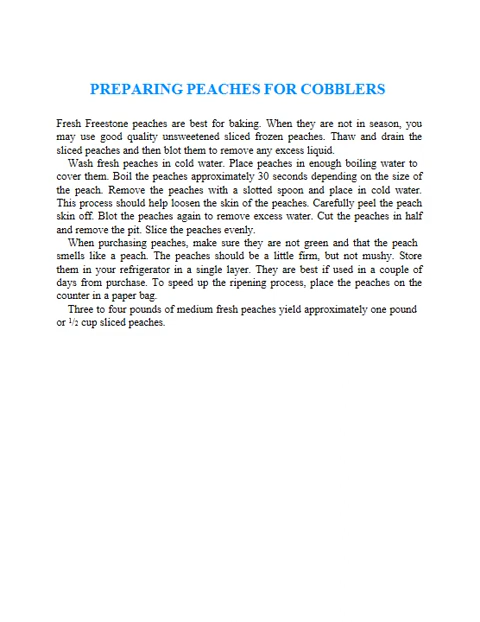 PREPARING PEACHES FOR COBBLERS
Fresh Freestone peaches are best for baking. When they are not in season, you
may use good quality unsweetened sliced frozen peaches. Thaw and drain the
sliced peaches and then blot them to remove any excess liquid.
Wash fresh peaches in cold water. Place peaches in enough boiling water to
cover them. Boil the peaches approximately 30 seconds depending on the size of
the peach. Remove the peaches with a slotted spoon and place in cold water.
This process should help loosen the skin of the peaches. Carefully peel the peach
skin off. Blot the peaches again to remove excess water. Cut the peaches in half
and remove the pit. Slice the peaches evenly.
When purchasing peaches, make sure they are not green and that the peach
smells like a peach. The peaches should be a little firm, but not mushy. Store
them in your refrigerator in a single layer. They are best if used in a couple of
days from purchase. To speed up the ripening process, place the peaches on the
counter in a paper bag.
Three to four pounds of medium fresh peaches yield approximately one pound
or 1/2 cup sliced peaches.